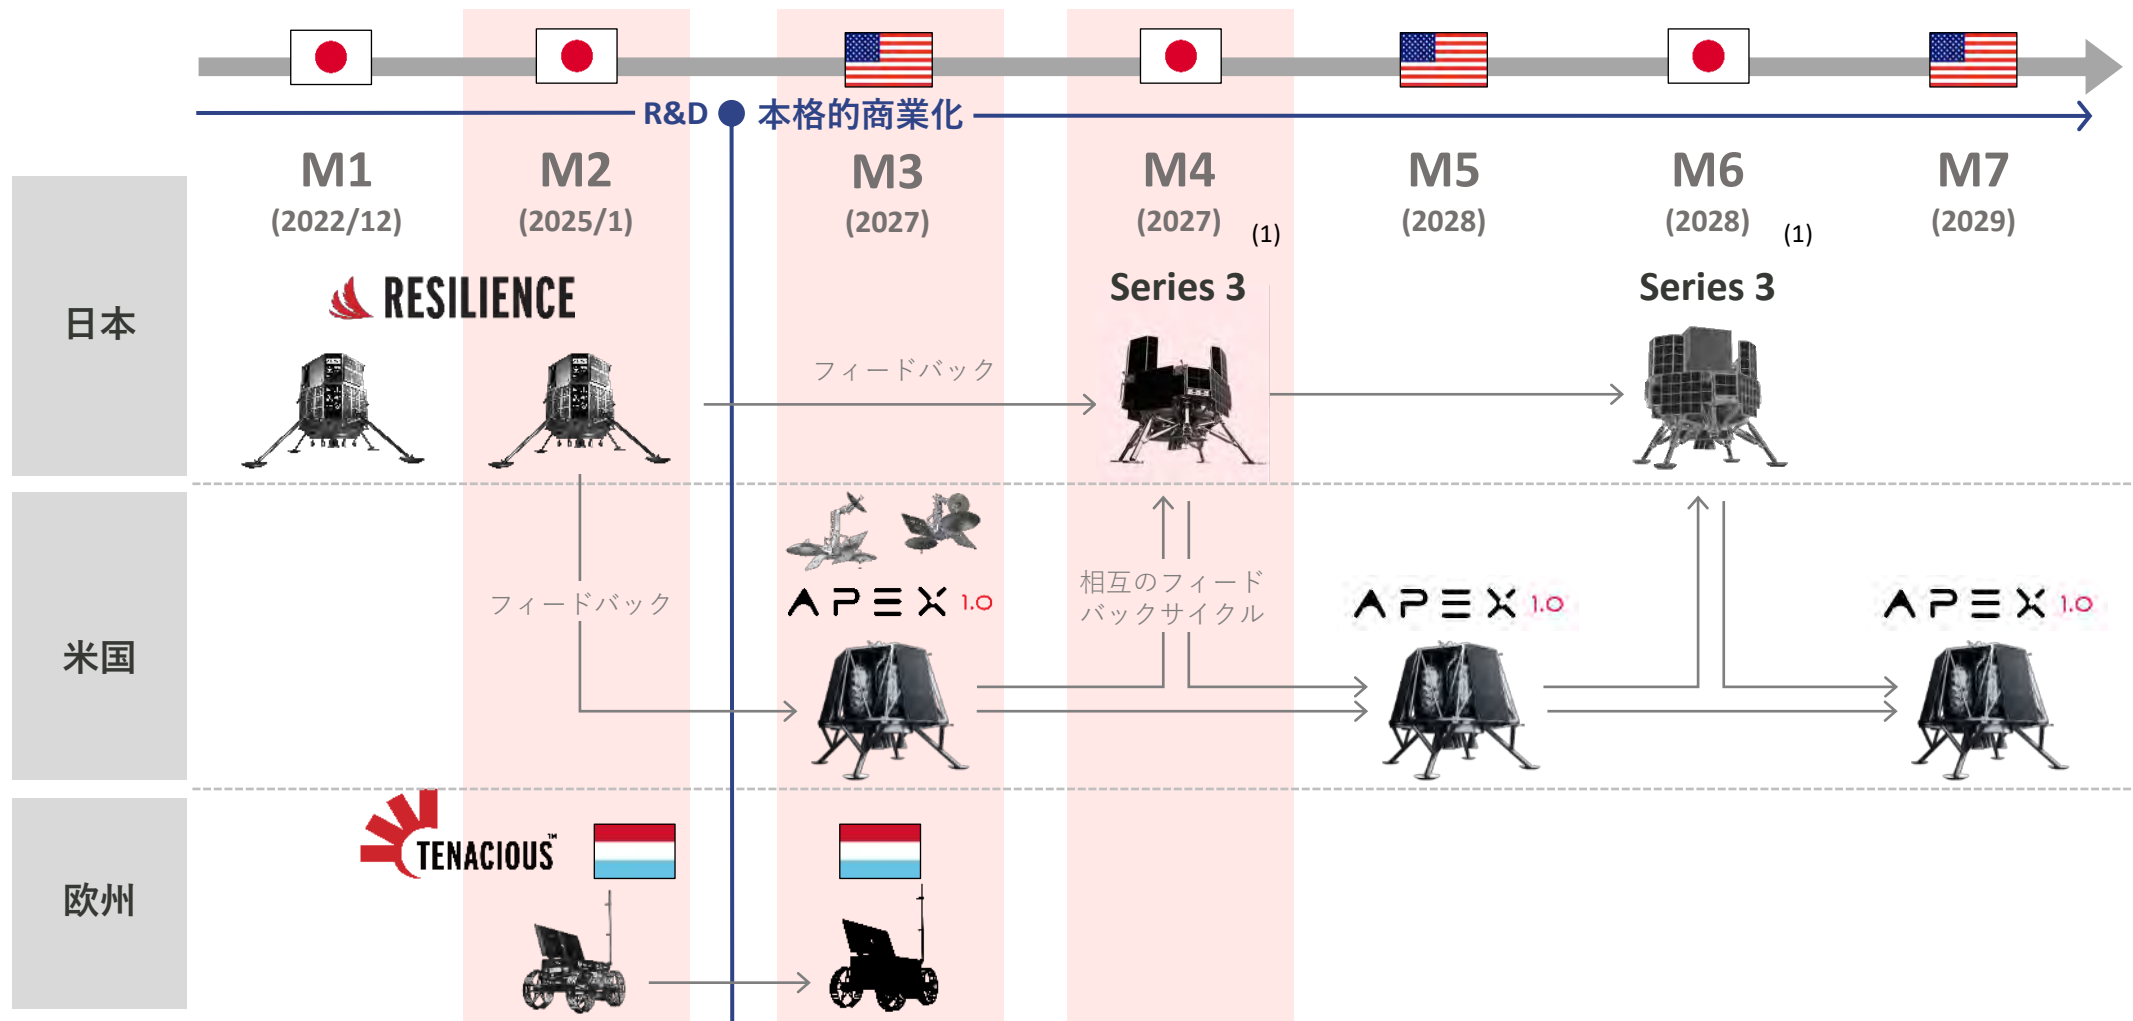 R&D 本格的商業化
M1
(2022/12)
M2
(2025/1)
M3
(2027)
M4
(2027) (1)
M5
(2028)
M6
(2028) (1)
M7
(2029)
日本
RESILIENCE
Series 3
Series 3
フィードバック
米国
フィードバック
APEX 1.0
相互のフィード
バックサイクル
APEX 1.0
APEX 1.0
欧州
TENACIOUS™